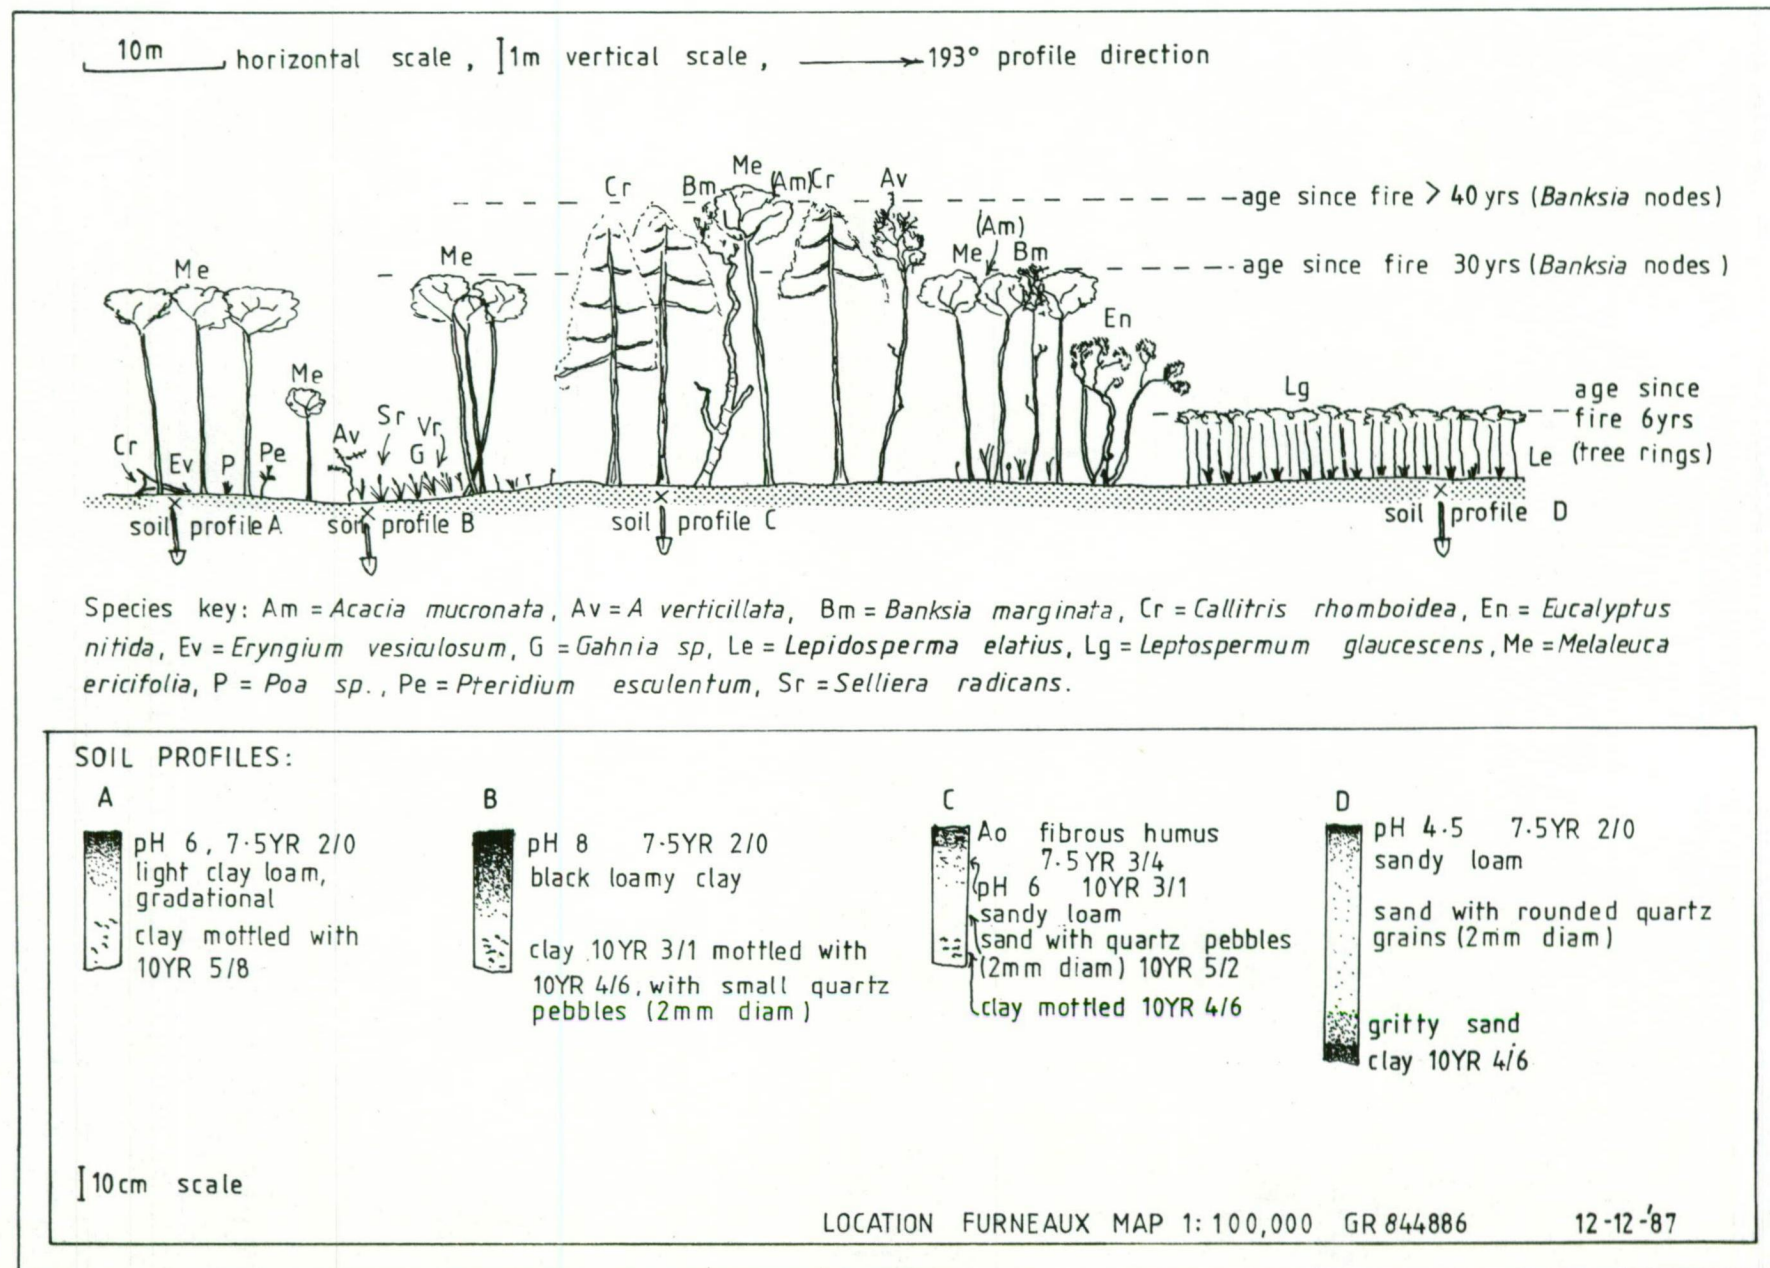 10m horizontal scale , 1m vertical scale , 193° profile direction
Me
Cr Bm (Am) Cr Av
age since fire > 40 yrs (Banksia nodes)
(Am)
Me Me Me Bm
age since fire 30 yrs (Banksia nodes)
En
Me
Lg
age since
fire 6yrs
(tree rings)
Le
Cr Ev P Pe Av Sr G Vr
soil profile A
soil profile B
soil profile C
soil profile D
Species key: Am = Acacia mucronata, Av = A verticillata, Bm = Banksia marginata, Cr = Callitris rhomboidea, En = Eucalyptus
nitida, Ev = Eryngium vesiculosum, G = Gahnia sp, Le = Lepidosperma elatius, Lg = Leptospermum glaucescens, Me = Melaleuca
ericifolia, P = Poa sp., Pe = Pteridium esculentum, Sr = Selliera radicans.
SOIL PROFILES:
A
pH 6, 7·5YR 2/0
light clay loam,
gradational
clay mottled with
10YR 5/8
B
pH 8 7·5YR 2/0
black loamy clay
clay 10YR 3/1 mottled with
10YR 4/6, with small quartz
pebbles (2mm diam)
C
Ao fibrous humus
7·5 YR 3/4
pH 6 10YR 3/1
sandy loam
sand with quartz pebbles
(2mm diam) 10YR 5/2
clay mottled 10YR 4/6
D
pH 4·5 7·5YR 2/0
sandy loam
sand with rounded quartz
grains (2mm diam)
gritty sand
clay 10YR 4/6
10cm scale
LOCATION FURNEAUX MAP 1:100,000 GR 844886 12-12-'87